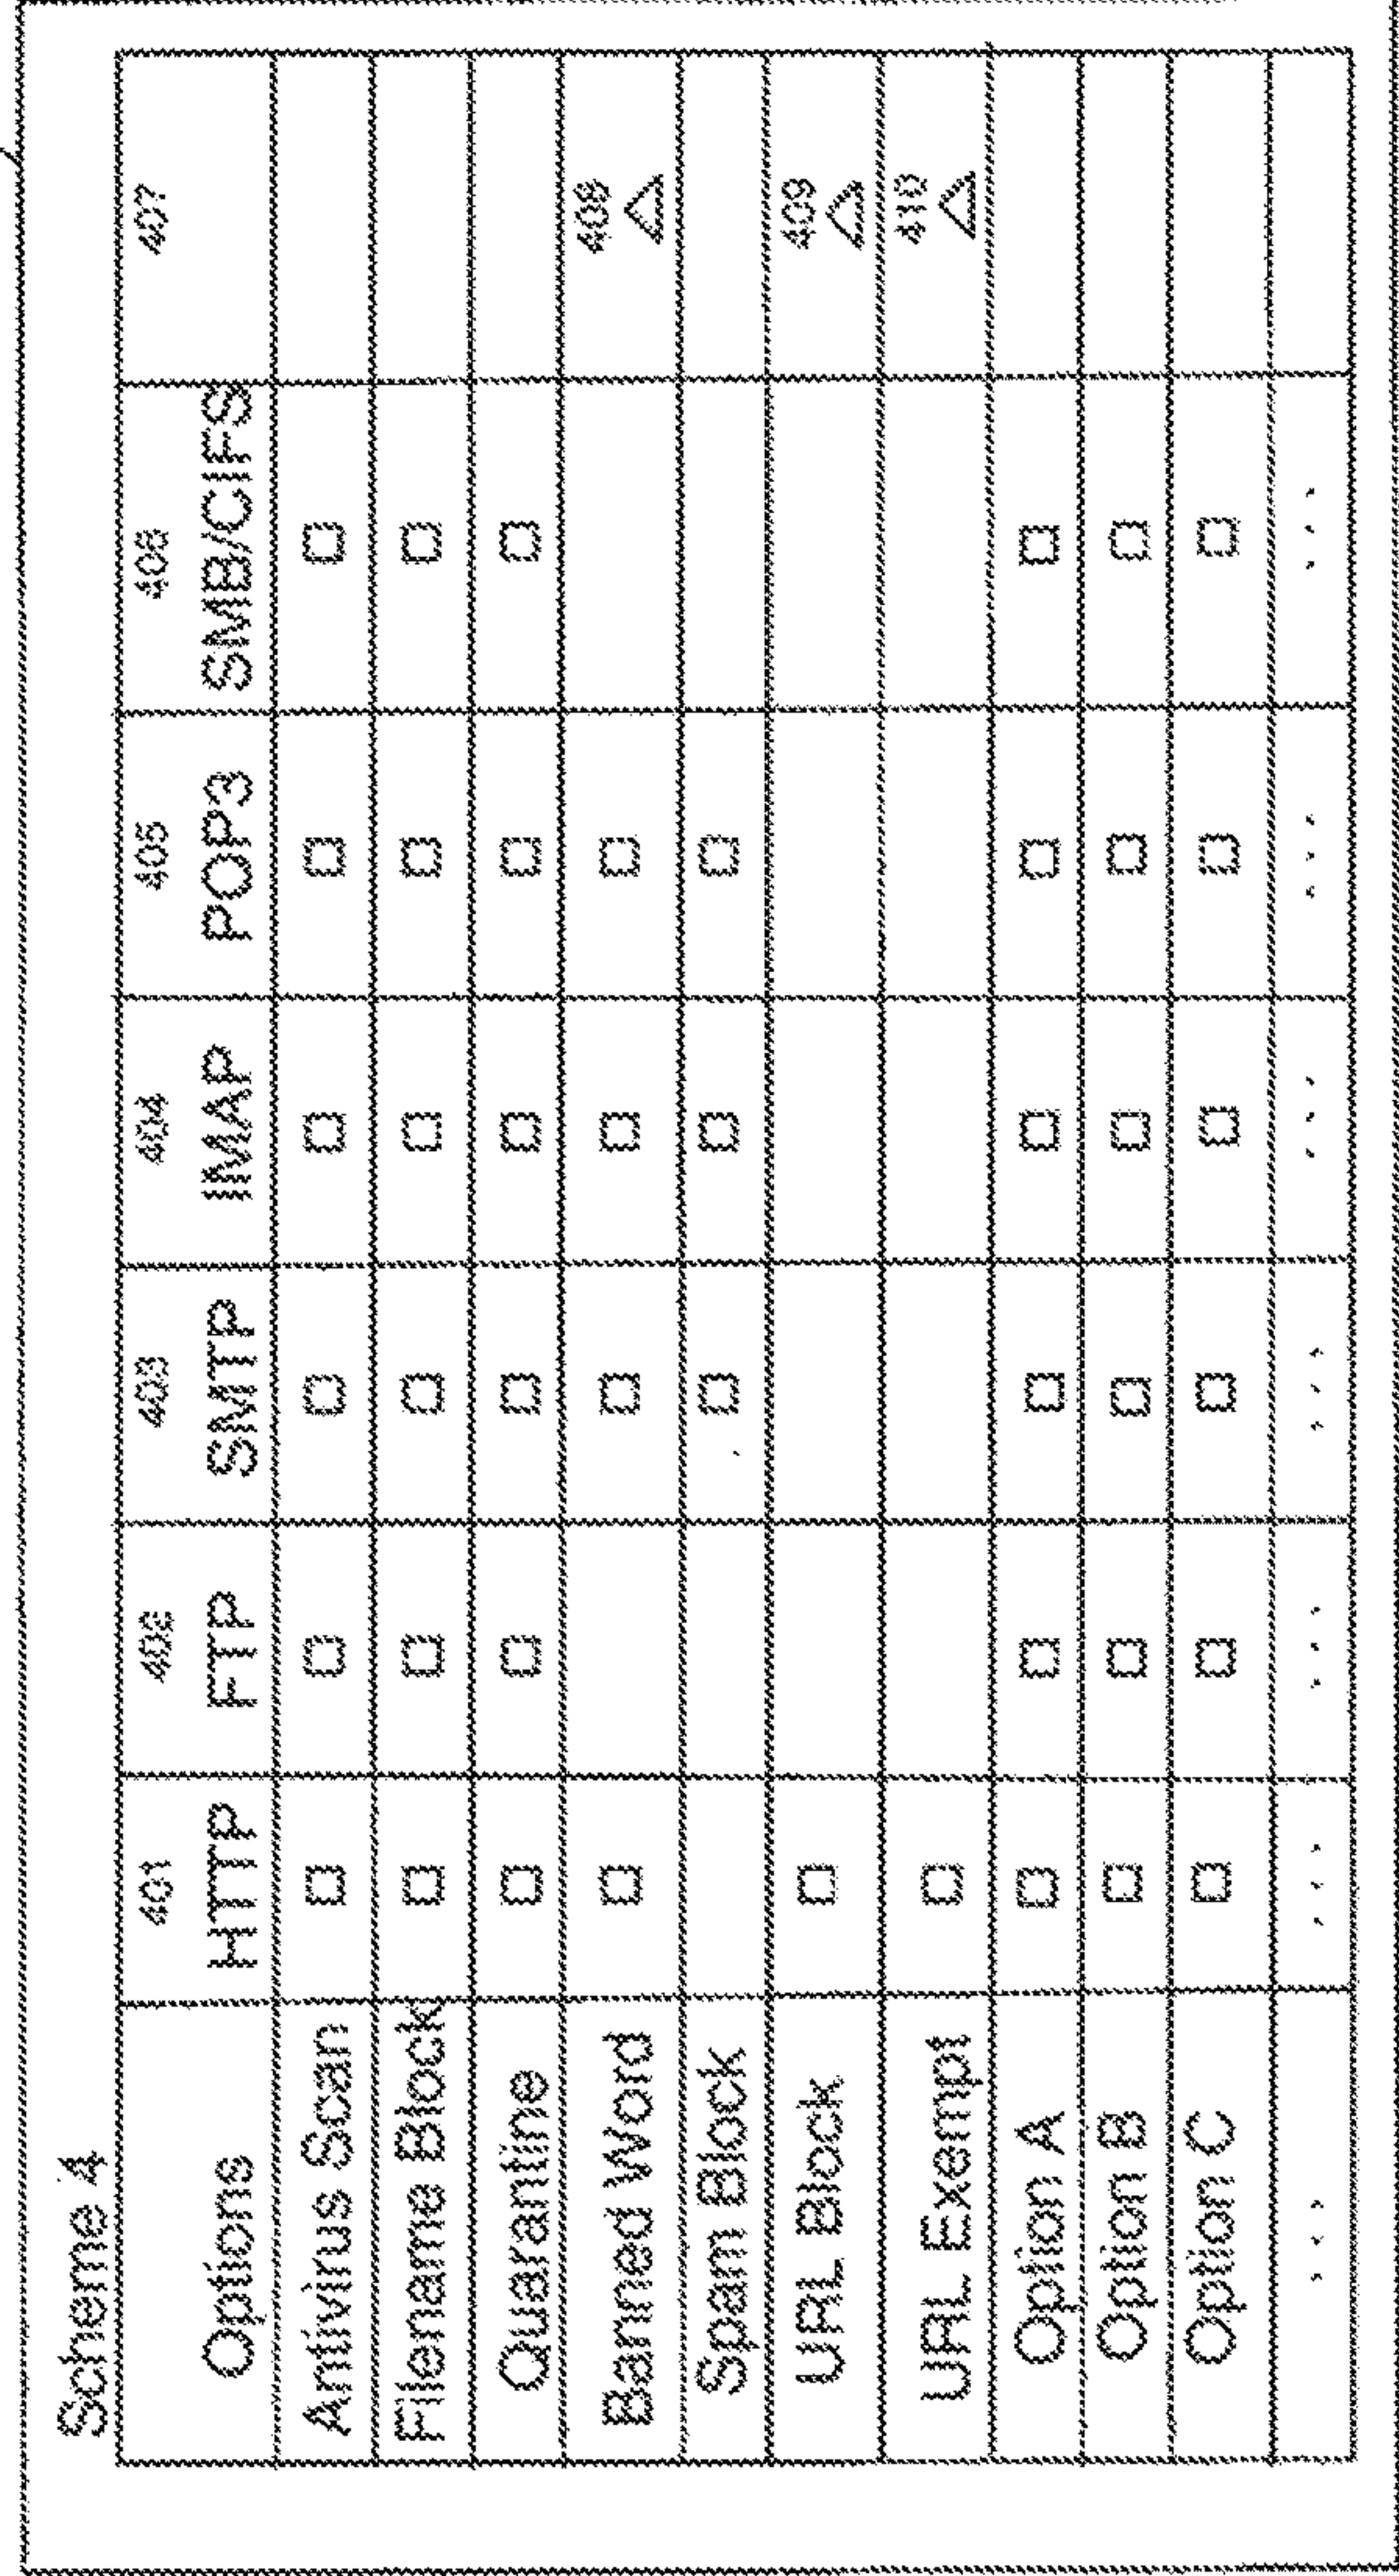 Scheme 4
401 402 403 404 405 406 407
Options HTTP FTP SMTP IMAP POP3 SMB/CIFS
Antivirus Scan
Filename Block
Quarantine
Banned Word 408
Spam Block
URL Block 409
URL Exempt 410
Option A
Option B
Option C
. . . . . . . . . . . . . . . . . . . . .